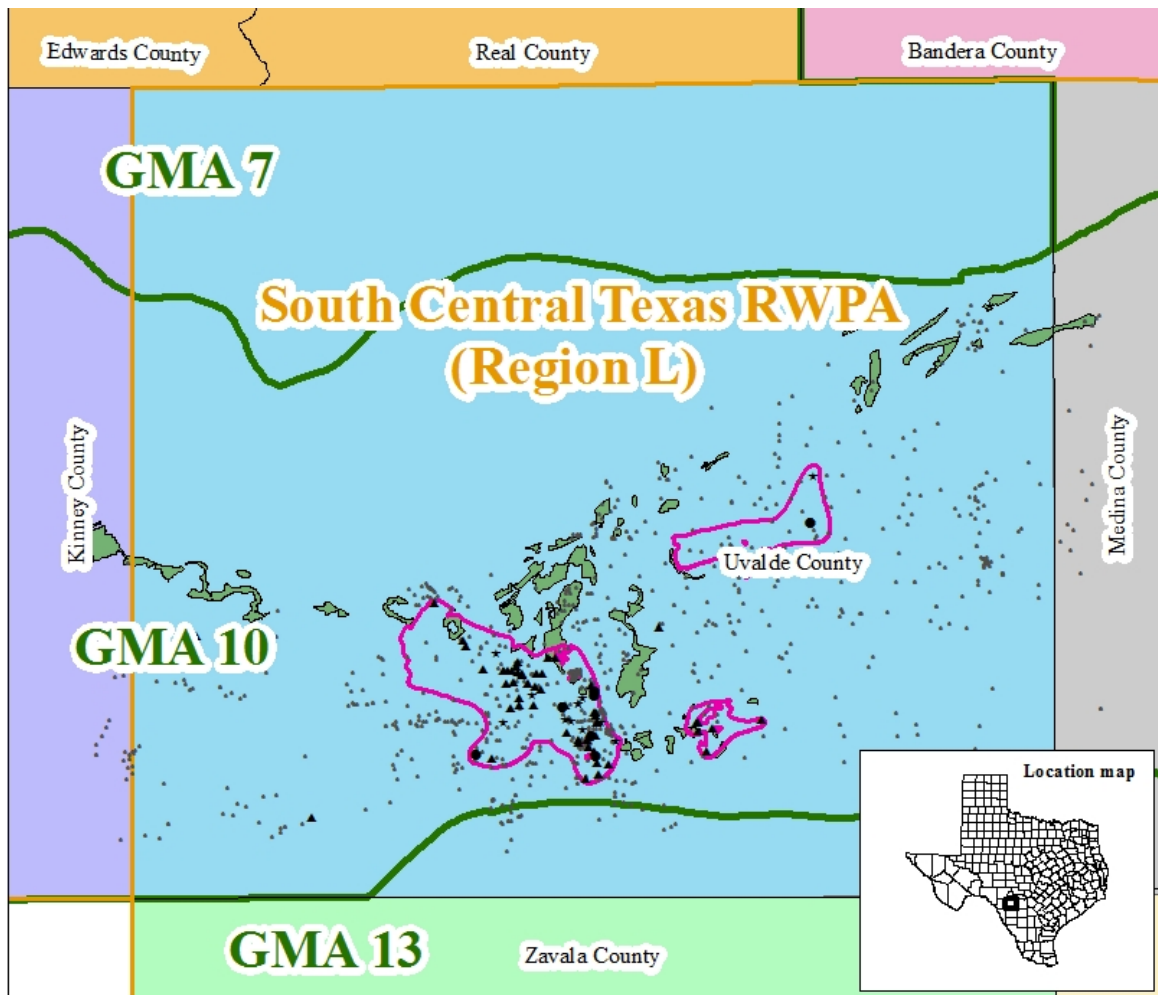 Edwards County
Real County
Bandera County
GMA 7
South Central Texas RWPA
(Region L)
Kinney County
Medina County
Uvalde County
GMA 10
Location map
GMA 13
Zavala County